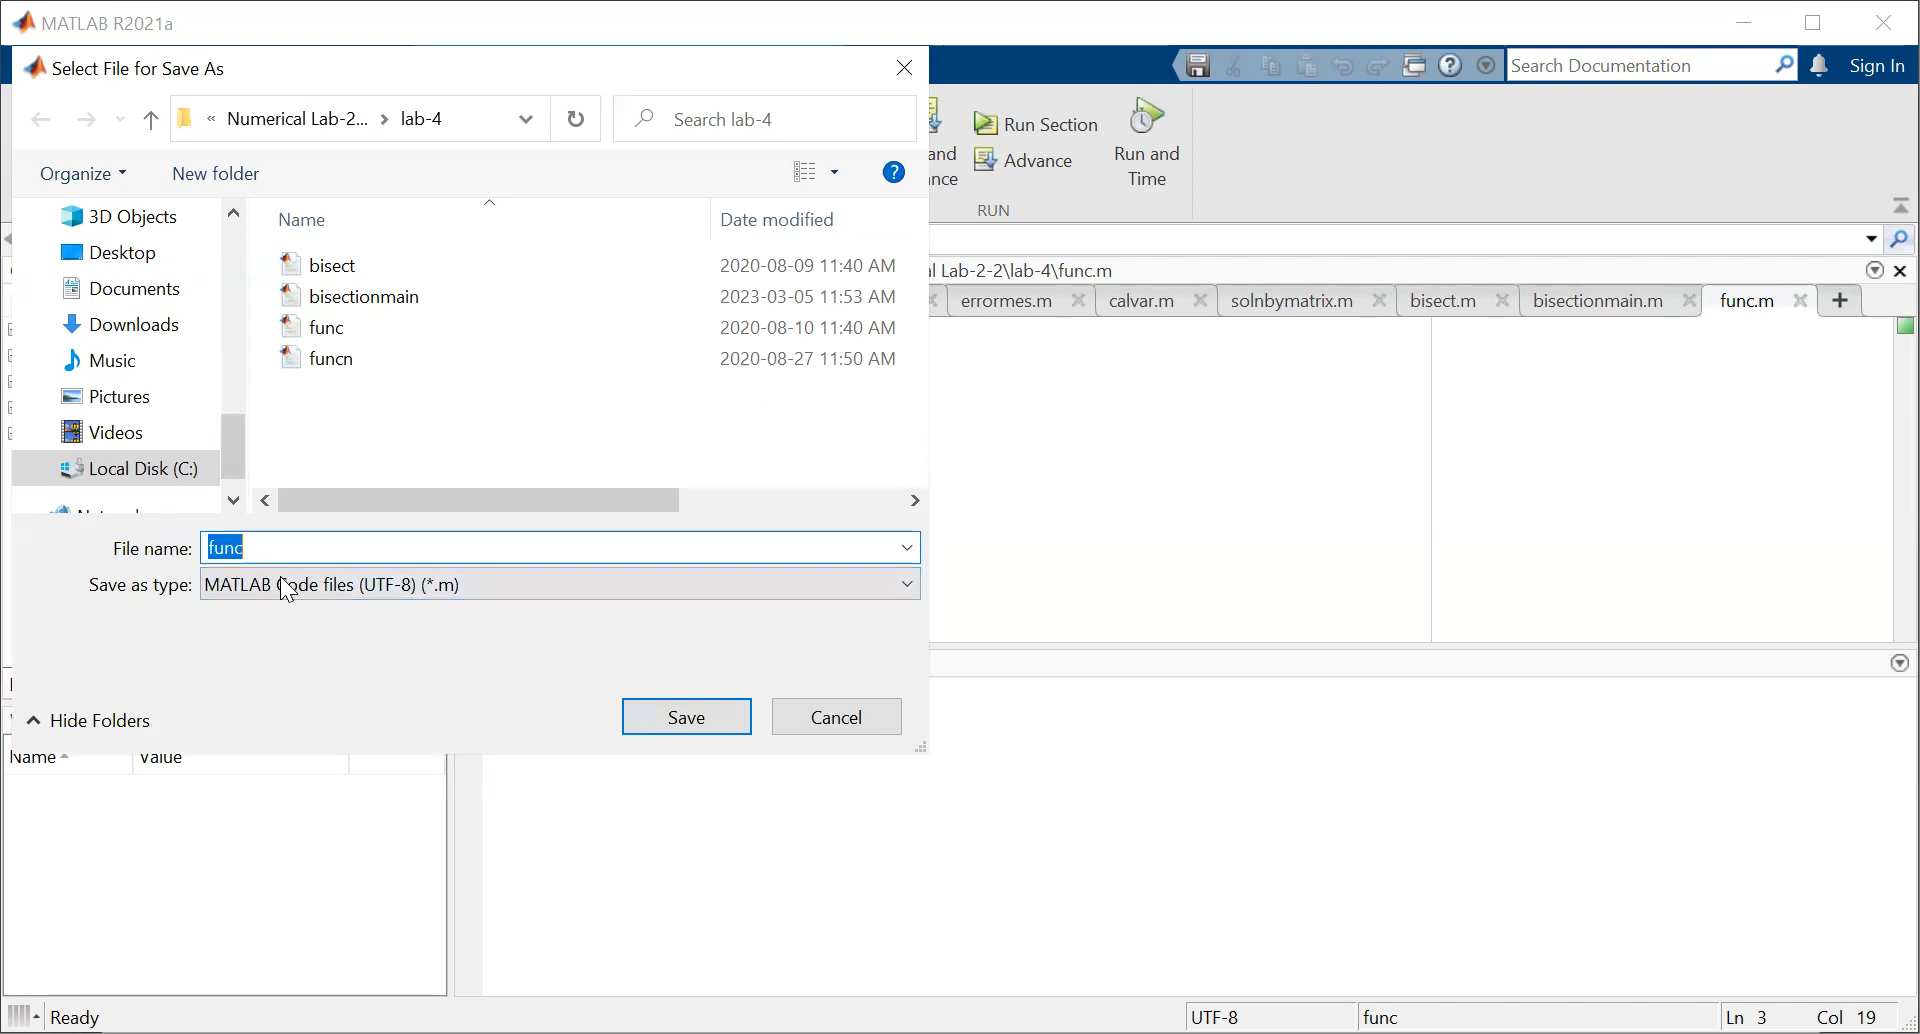 MATLAB R2021a
Select File for Save As
Search Documentation
Sign In
« Numerical Lab-2... > lab-4
Search lab-4
Run Section
Advance
Run and
Time
RUN
Organize
New folder
3D Objects
Desktop
Documents
Downloads
Music
Pictures
Videos
Local Disk (C:)
Name
Date modified
bisect
2020-08-09 11:40 AM
bisectionmain
2023-03-05 11:53 AM
func
2020-08-10 11:40 AM
funcn
2020-08-27 11:50 AM
Lab-2-2\lab-4\func.m
errormes.m
calvar.m
solnbymatrix.m
bisect.m
bisectionmain.m
func.m
File name: func
Save as type: MATLAB Code files (UTF-8) (*.m)
Hide Folders
Save
Cancel
Name
Value
Ready
UTF-8
func
Ln 3
Col 19